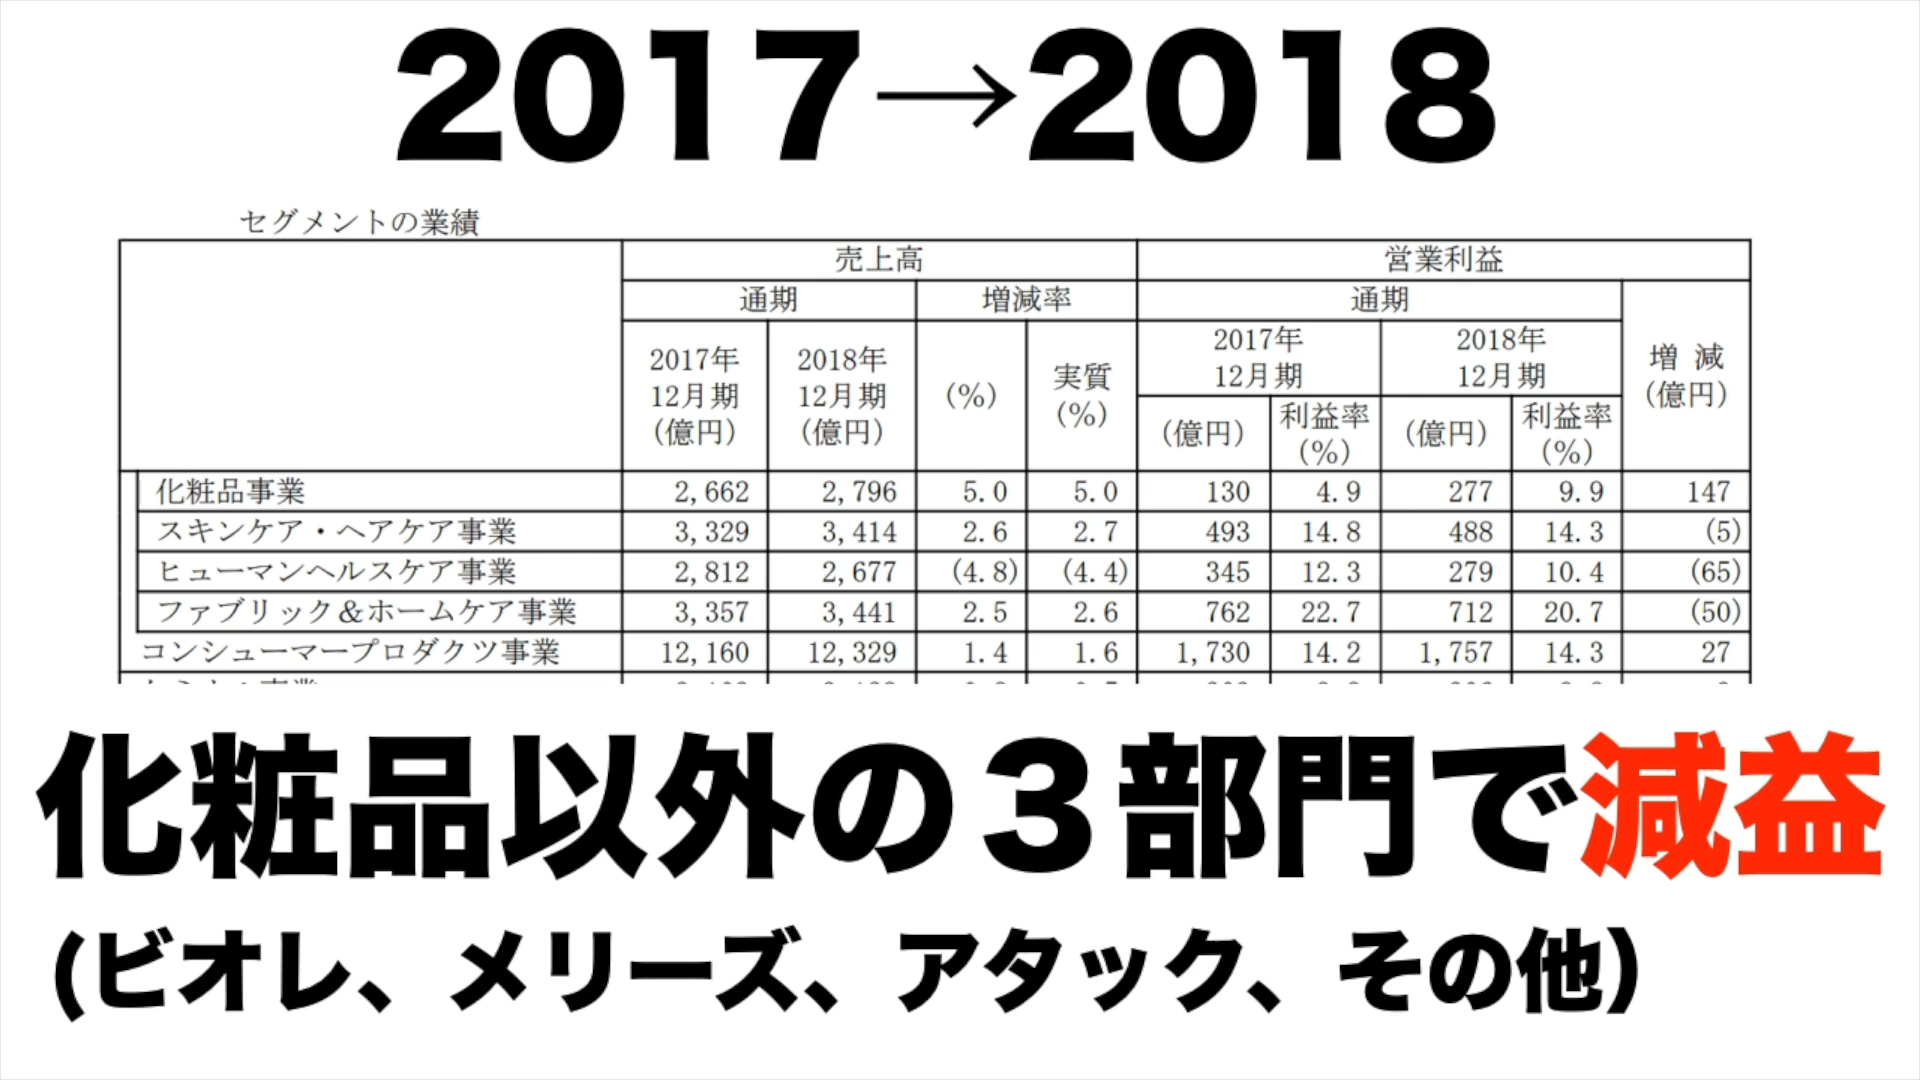 2017→2018
セグメントの業績
売上高 営業利益
通期 増減率 通期 増 減 (億円)
2017年12月期(億円) 2018年12月期(億円) (%) 実質(%) 2017年12月期 2018年12月期
(億円) 利益率(%) (億円) 利益率(%)
化粧品事業 2,662 2,796 5.0 5.0 130 4.9 277 9.9 147
スキンケア・ヘアケア事業 3,329 3,414 2.6 2.7 493 14.8 488 14.3 (5)
ヒューマンヘルスケア事業 2,812 2,677 (4.8) (4.4) 345 12.3 279 10.4 (65)
ファブリック&ホームケア事業 3,357 3,441 2.5 2.6 762 22.7 712 20.7 (50)
コンシューマープロダクツ事業 12,160 12,329 1.4 1.6 1,730 14.2 1,757 14.3 27
化粧品以外の3部門で減益
(ビオレ、メリーズ、アタック、その他)